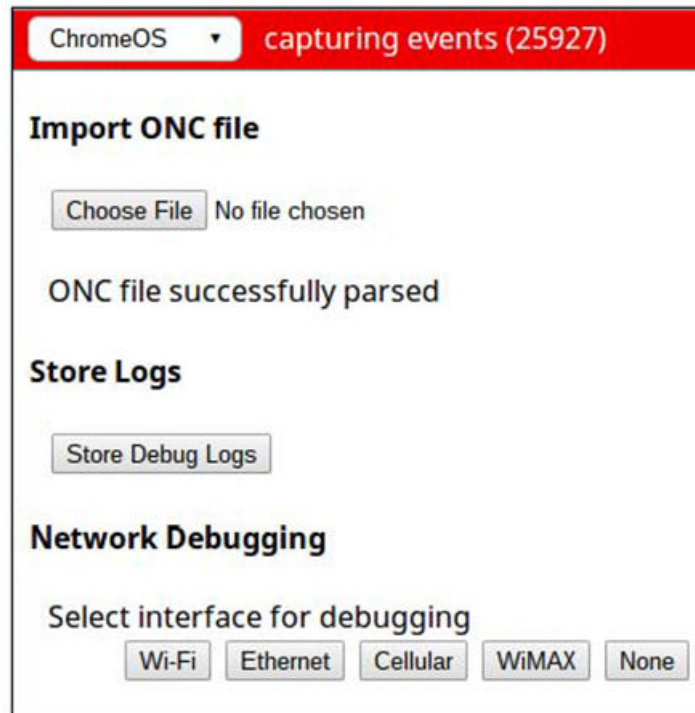 ChromeOS ▼ capturing events (25927)
Import ONC file
Choose File No file chosen
ONC file successfully parsed
Store Logs
Store Debug Logs
Network Debugging
Select interface for debugging
Wi-Fi Ethernet Cellular WiMAX None